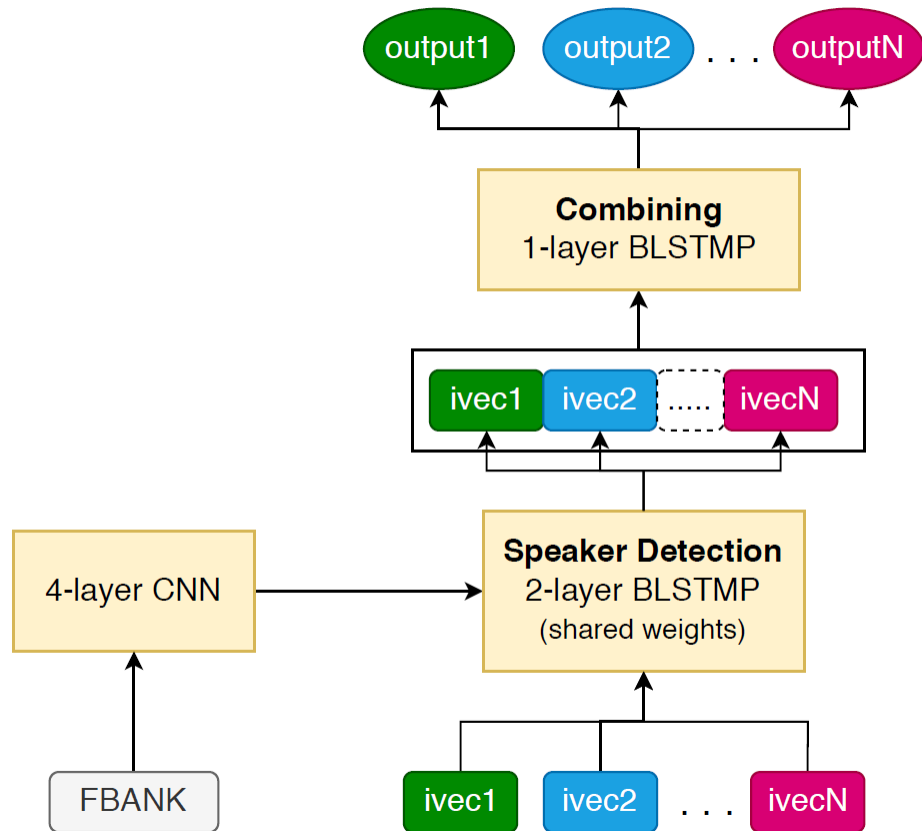 output1 output2 . . . outputN
Combining
1-layer BLSTMP
ivec1 ivec2 ..... ivecN
Speaker Detection
2-layer BLSTMP
(shared weights)
4-layer CNN
FBANK
ivec1 ivec2 . . . ivecN